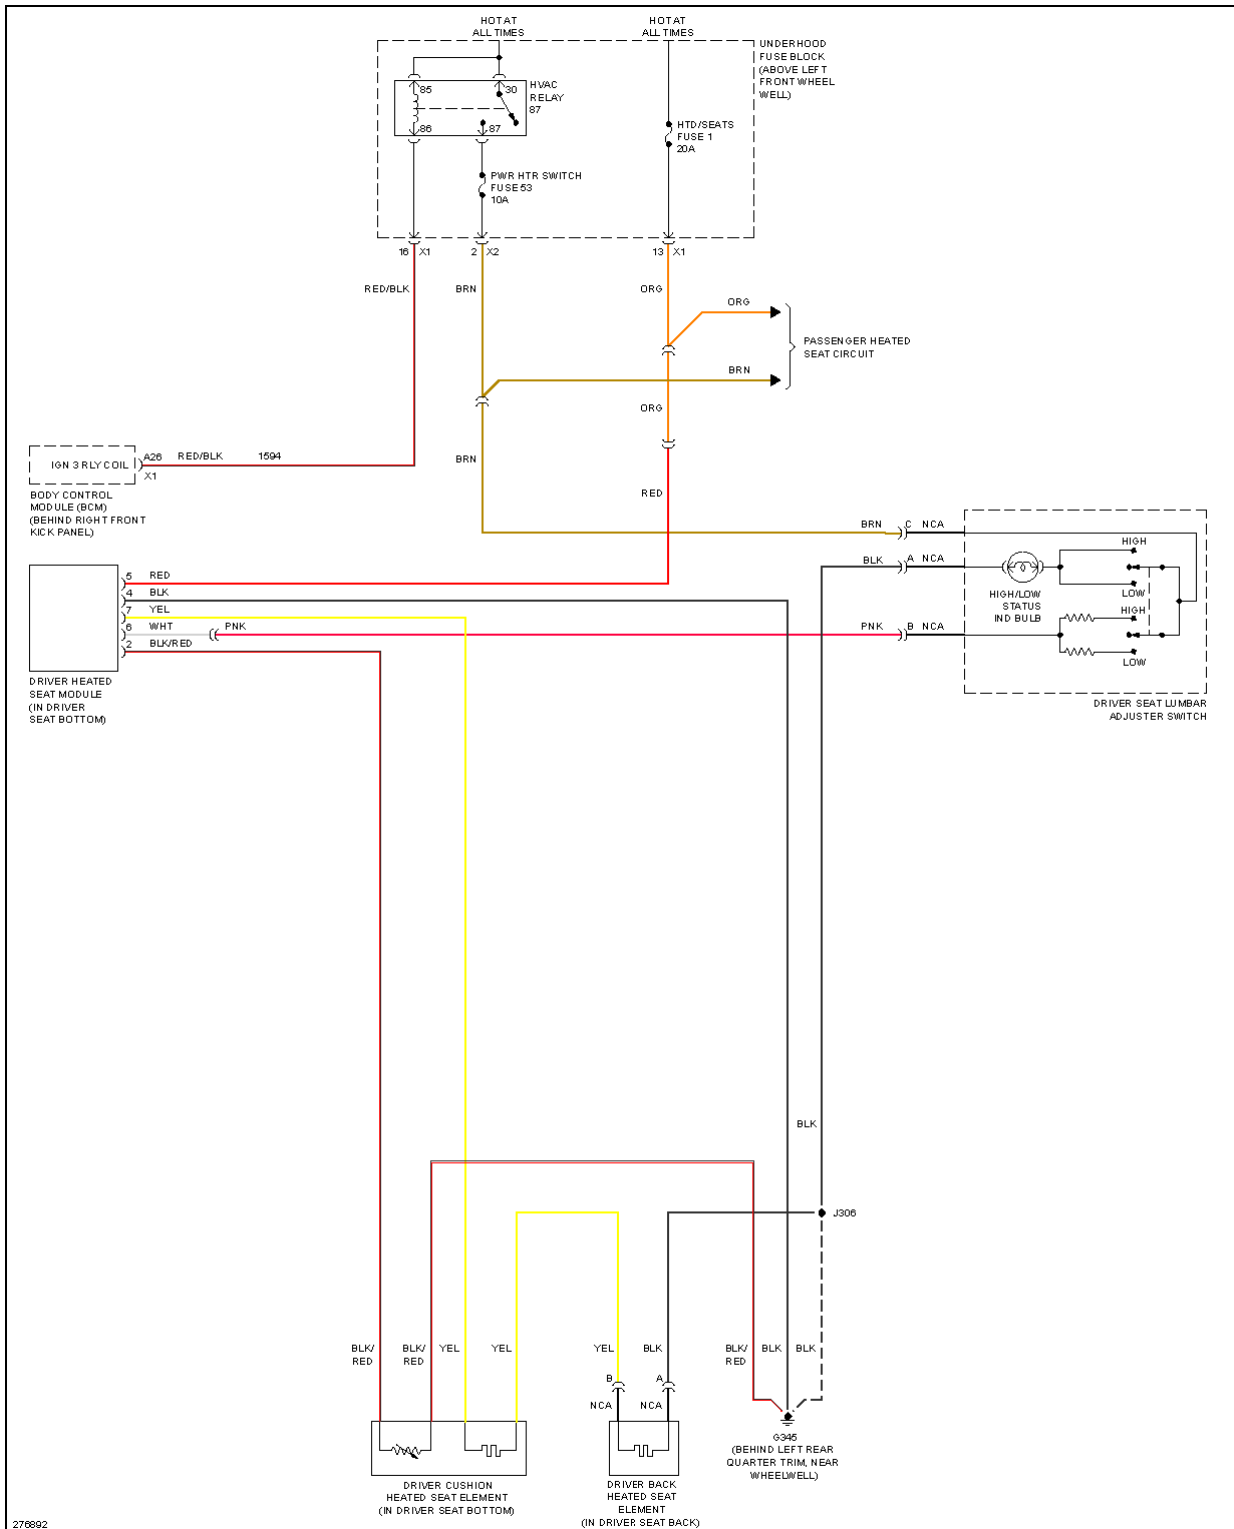 HOT AT
ALL TIMES
HOT AT
ALL TIMES
UNDERHOOD
FUSE BLOCK
(ABOVE LEFT
FRONT WHEEL
WELL)
85
30
HVAC
RELAY
87
86
87
HTD/SEATS
FUSE 1
20A
PWR HTR SWITCH
FUSE 53
10A
16 X1
2 X2
13 X1
RED/BLK
BRN
ORG
ORG
PASSENGER HEATED
SEAT CIRCUIT
BRN
ORG
IGN 3 RLY COIL
A26
RED/BLK
1594
BRN
X1
BODY CONTROL
MODULE (BCM)
(BEHIND RIGHT FRONT
KICK PANEL)
RED
BRN C NCA
HIGH
BLK A NCA
LOW
HIGH/LOW
STATUS
IND BULB
HIGH
PNK B NCA
LOW
DRIVER SEAT LUMBAR
ADJUSTER SWITCH
5 RED
4 BLK
7 YEL
6 WHT
PNK
2 BLK/RED
DRIVER HEATED
SEAT MODULE
(IN DRIVER
SEAT BOTTOM)
BLK
J306
BLK/
RED
BLK/
RED
YEL
YEL
YEL
BLK
BLK/
RED
BLK
BLK
B
A
NCA
NCA
G345
(BEHIND LEFT REAR
QUARTER TRIM, NEAR
WHEELWELL)
DRIVER CUSHION
HEATED SEAT ELEMENT
(IN DRIVER SEAT BOTTOM)
DRIVER BACK
HEATED SEAT
ELEMENT
(IN DRIVER SEAT BACK)
276892